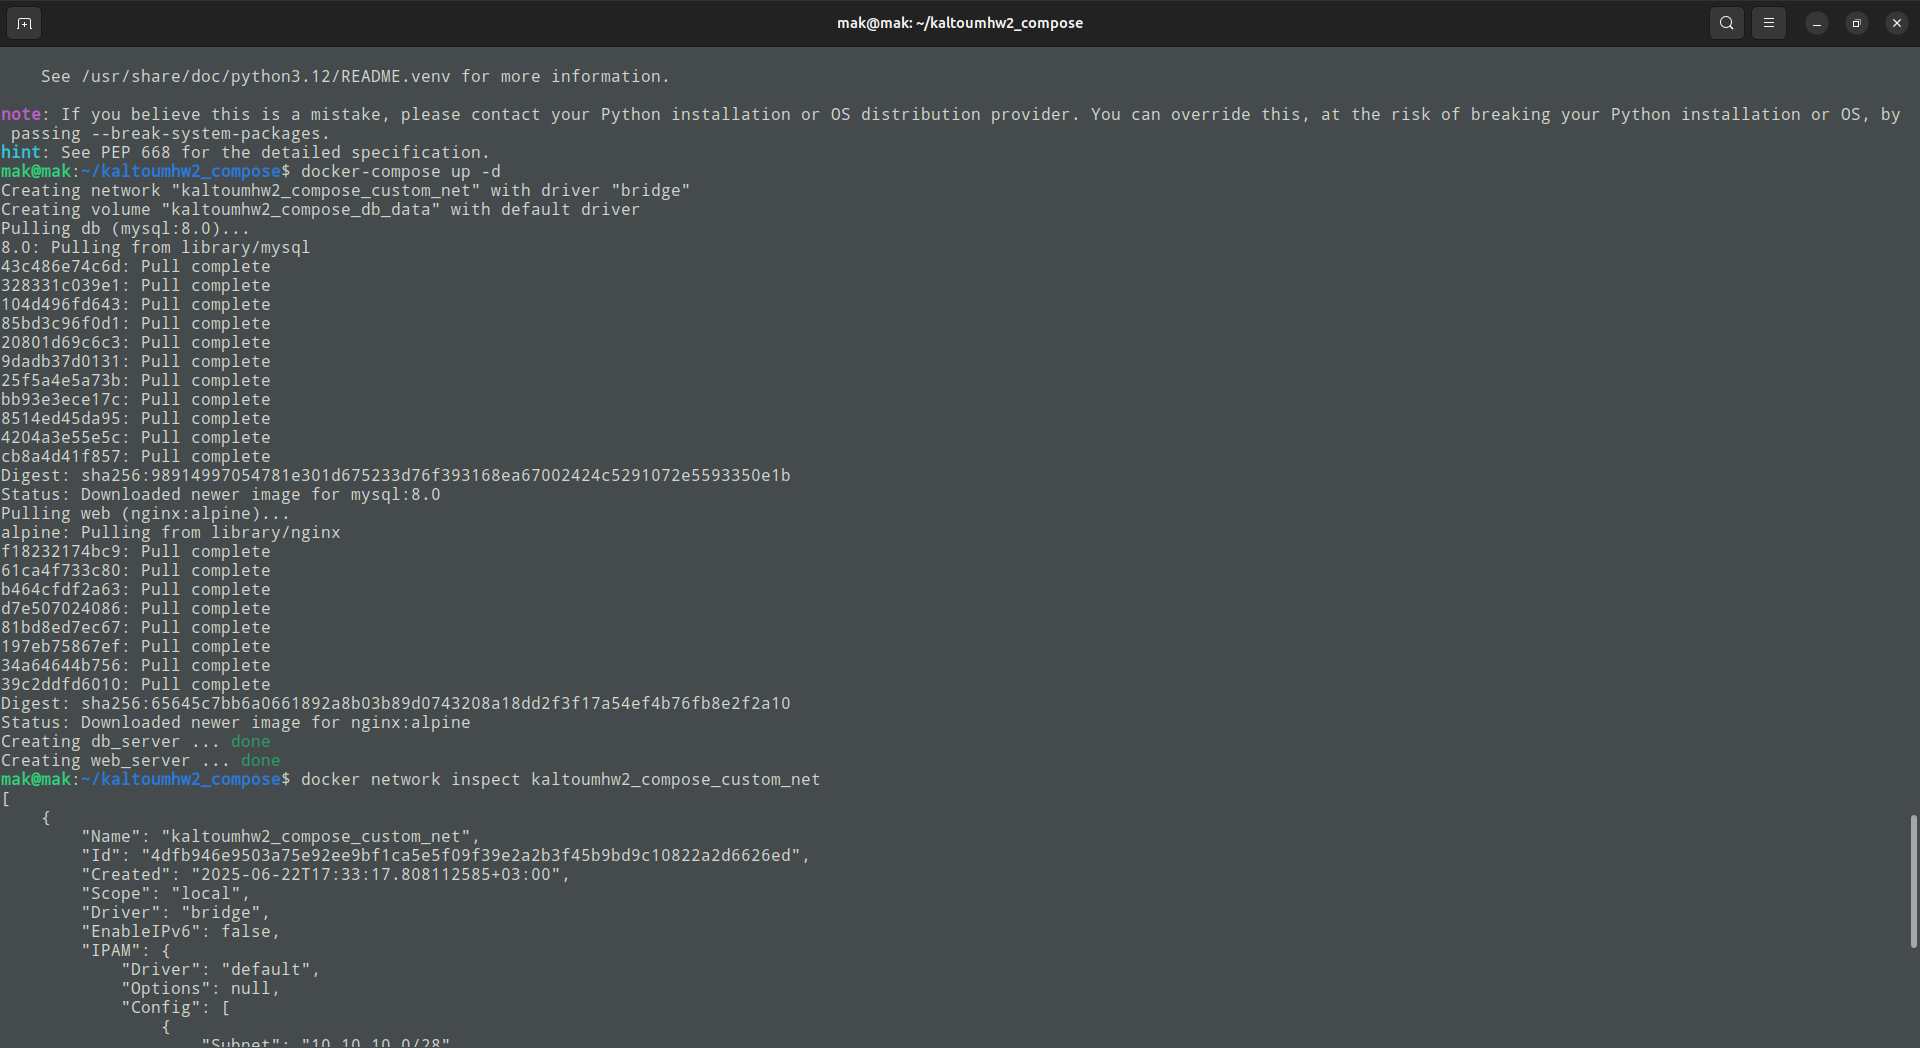 mak@mak: ~/kaltoumhw2_compose
    See /usr/share/doc/python3.12/README.venv for more information.
note: If you believe this is a mistake, please contact your Python installation or OS distribution provider. You can override this, at the risk of breaking your Python installation or OS, by
 passing --break-system-packages.
hint: See PEP 668 for the detailed specification.
mak@mak:~/kaltoumhw2_compose$ docker-compose up -d
Creating network "kaltoumhw2_compose_custom_net" with driver "bridge"
Creating volume "kaltoumhw2_compose_db_data" with default driver
Pulling db (mysql:8.0)...
8.0: Pulling from library/mysql
43c486e74c6d: Pull complete
328331c039e1: Pull complete
104d496fd643: Pull complete
85bd3c96f0d1: Pull complete
20801d69c6c3: Pull complete
9dadb37d0131: Pull complete
25f5a4e5a73b: Pull complete
bb93e3ece17c: Pull complete
8514ed45da95: Pull complete
4204a3e55e5c: Pull complete
cb8a4d41f857: Pull complete
Digest: sha256:98914997054781e301d675233d76f393168ea67002424c5291072e5593350e1b
Status: Downloaded newer image for mysql:8.0
Pulling web (nginx:alpine)...
alpine: Pulling from library/nginx
f18232174bc9: Pull complete
61ca4f733c80: Pull complete
b464cfdf2a63: Pull complete
d7e507024086: Pull complete
81bd8ed7ec67: Pull complete
197eb75867ef: Pull complete
34a64644b756: Pull complete
39c2ddfd6010: Pull complete
Digest: sha256:65645c7bb6a0661892a8b03b89d0743208a18dd2f3f17a54ef4b76fb8e2f2a10
Status: Downloaded newer image for nginx:alpine
Creating db_server ... done
Creating web_server ... done
mak@mak:~/kaltoumhw2_compose$ docker network inspect kaltoumhw2_compose_custom_net
[
    {
        "Name": "kaltoumhw2_compose_custom_net",
        "Id": "4dfb946e9503a75e92ee9bf1ca5e5f09f39e2a2b3f45b9bd9c10822a2d6626ed",
        "Created": "2025-06-22T17:33:17.808112585+03:00",
        "Scope": "local",
        "Driver": "bridge",
        "EnableIPv6": false,
        "IPAM": {
            "Driver": "default",
            "Options": null,
            "Config": [
                {
                    "Subnet": "10.10.10.0/28"